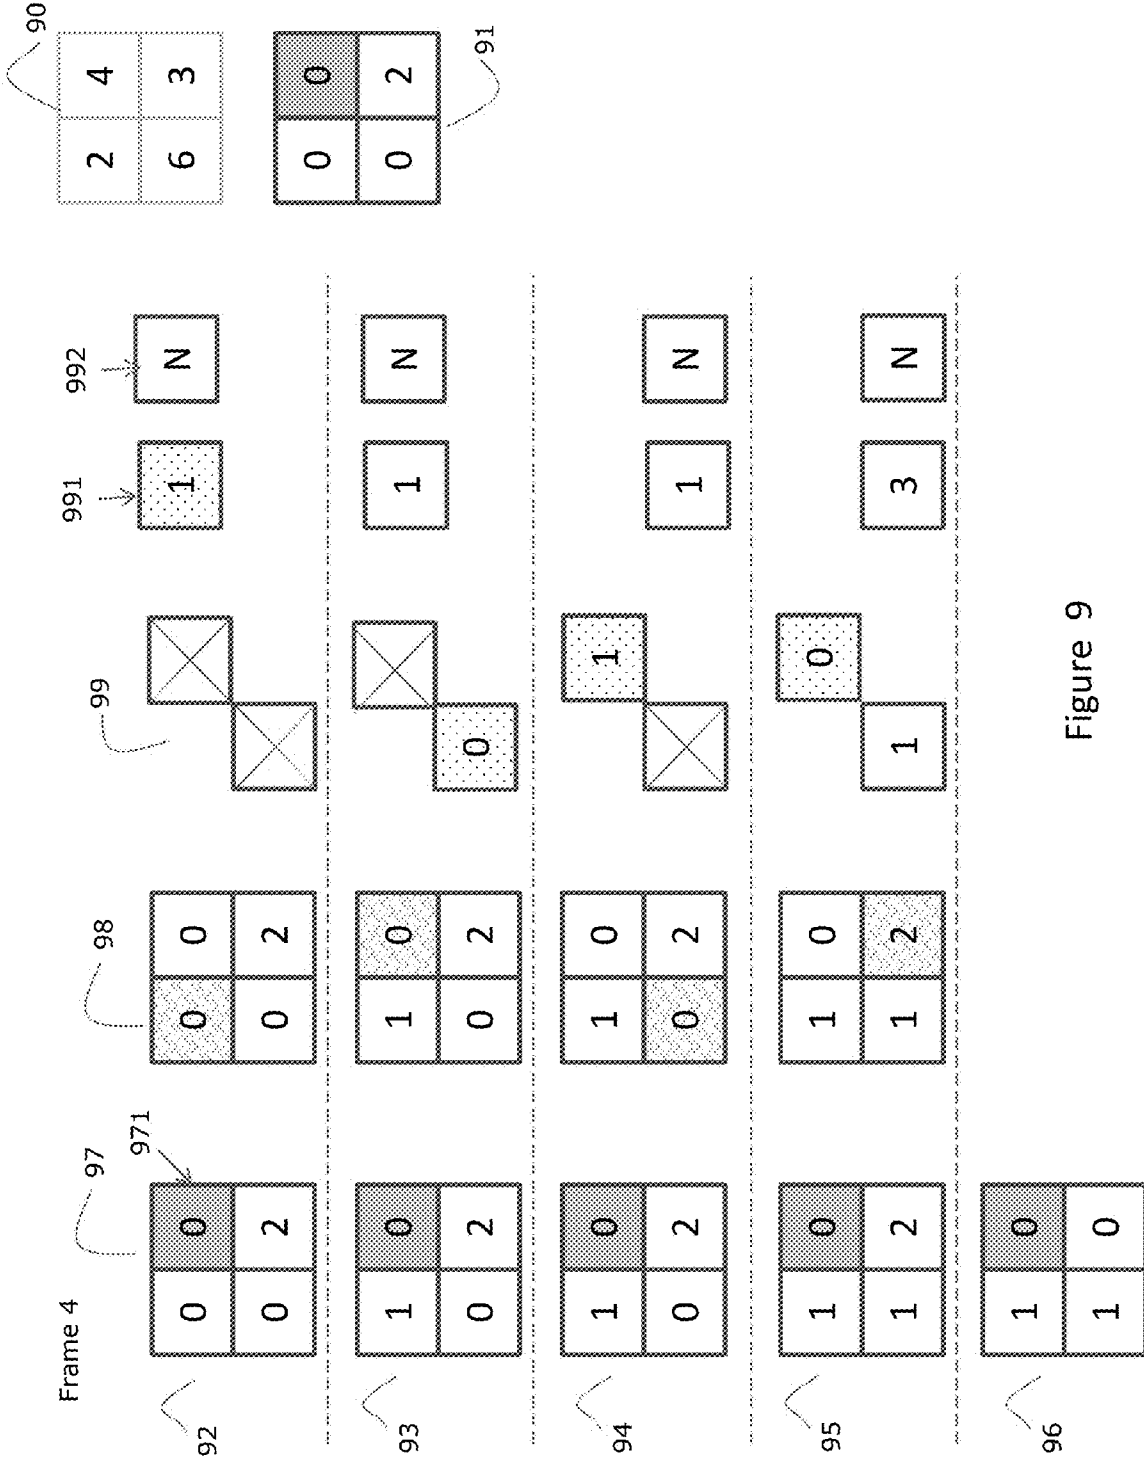 90
Frame 4 97 98 99 991 992
971
2 4
6 3
0 0 0 0 1 N
92 0 2 0 2
0 0
0 2
91
1 0 1 0 1 N
93 0 2 0 2 0
1 0 1 0 1
94 0 2 0 2 1 N
1 0 1 0 0
95 1 2 1 2 1 3 N
1 0
96 1 0
Figure 9